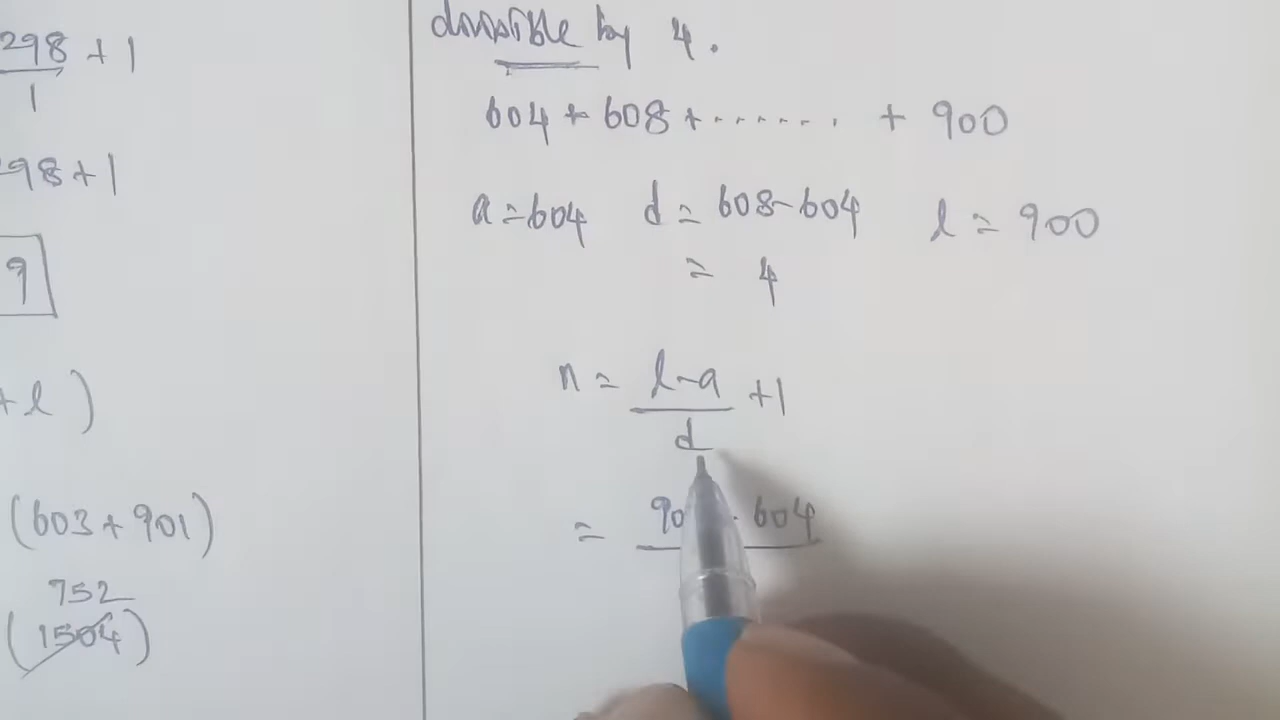 298 + 1
1
98 + 1
9
+ l )
(603 + 901)
752
(1504)
divisible by 4.
604 + 608 + ....... + 900
a = 604 d = 608 - 604 l = 900
= 4
n = l - a + 1
d
= 90 - 604